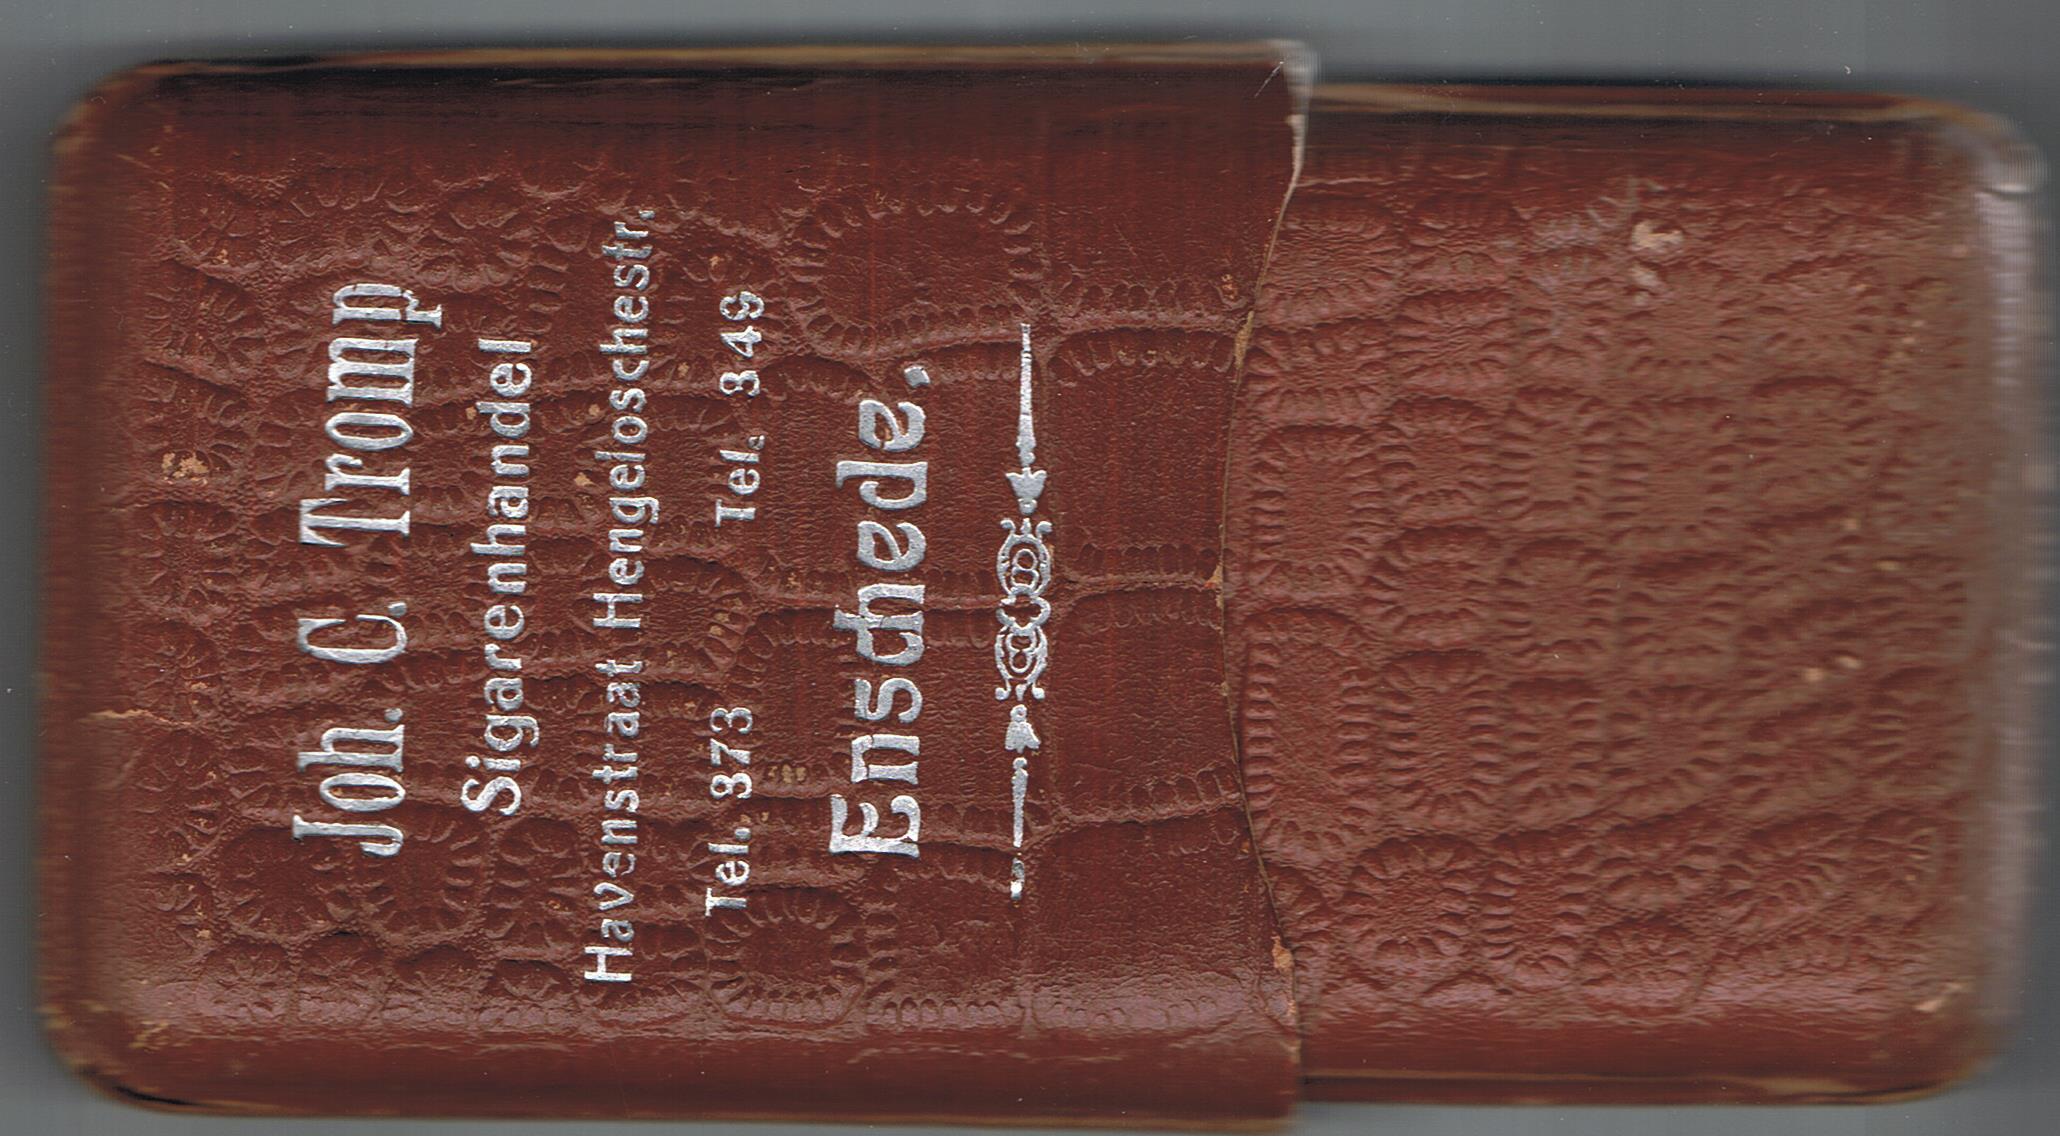 Joh. C. Tromp
Sigarenhandel
Havenstraat Hengeloschestr.
Tel. 373 Tel. 349
Enschede.